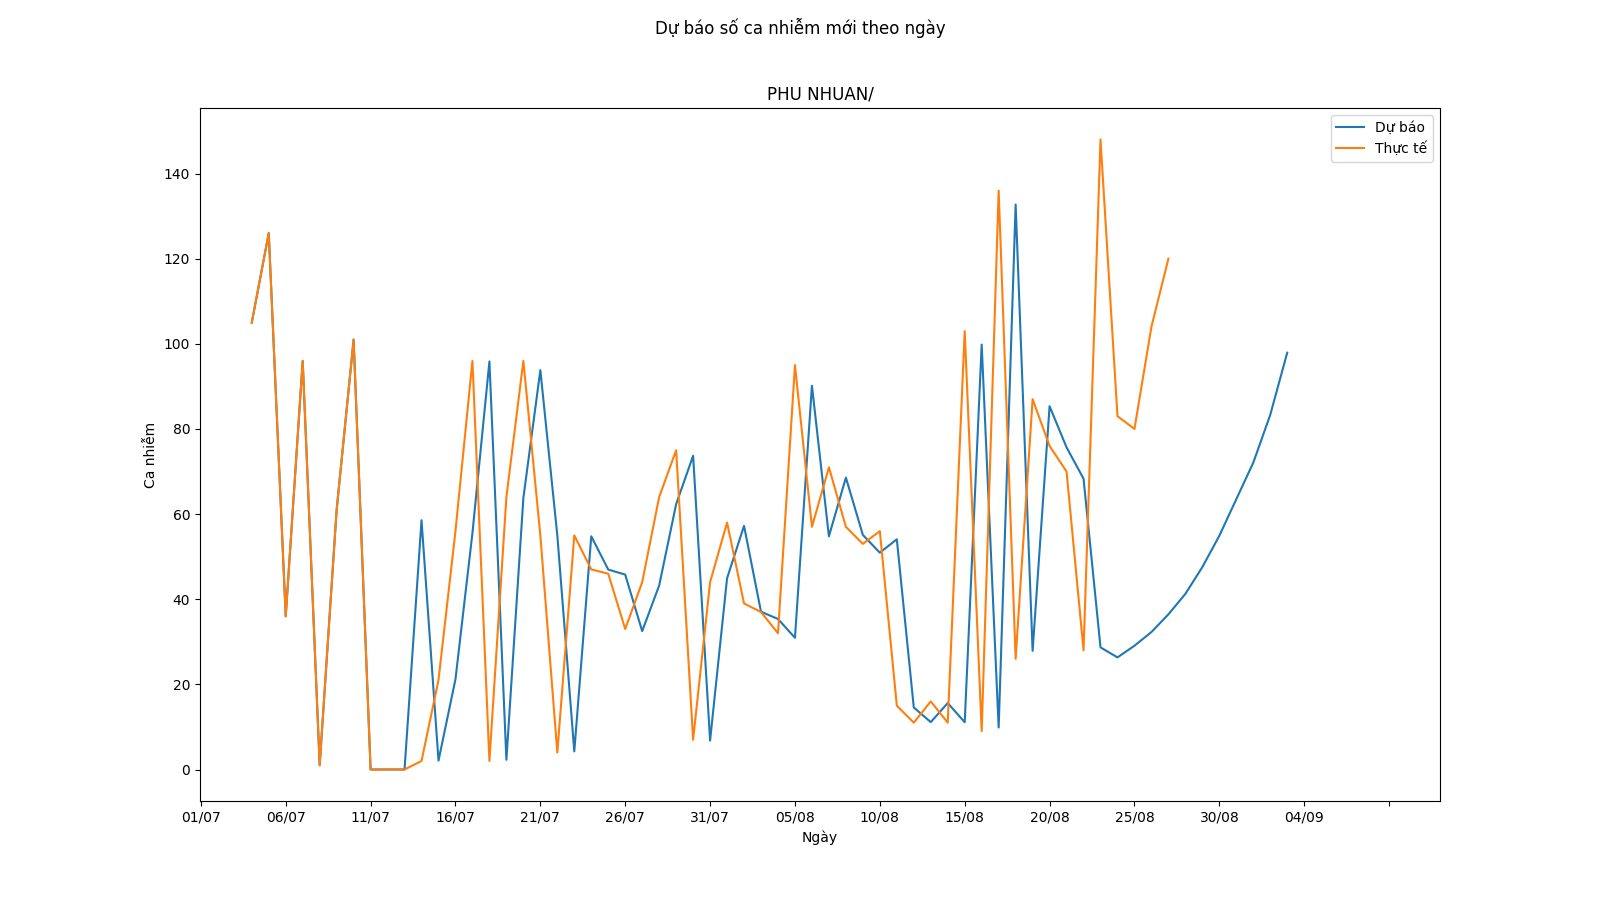 Dự báo số ca nhiễm mới theo ngày
PHU NHUAN/
Dự báo
Thực tế
Ca nhiễm
140
120
100
80
60
40
20
0
01/07 06/07 11/07 16/07 21/07 26/07 31/07 05/08 10/08 15/08 20/08 25/08 30/08 04/09
Ngày